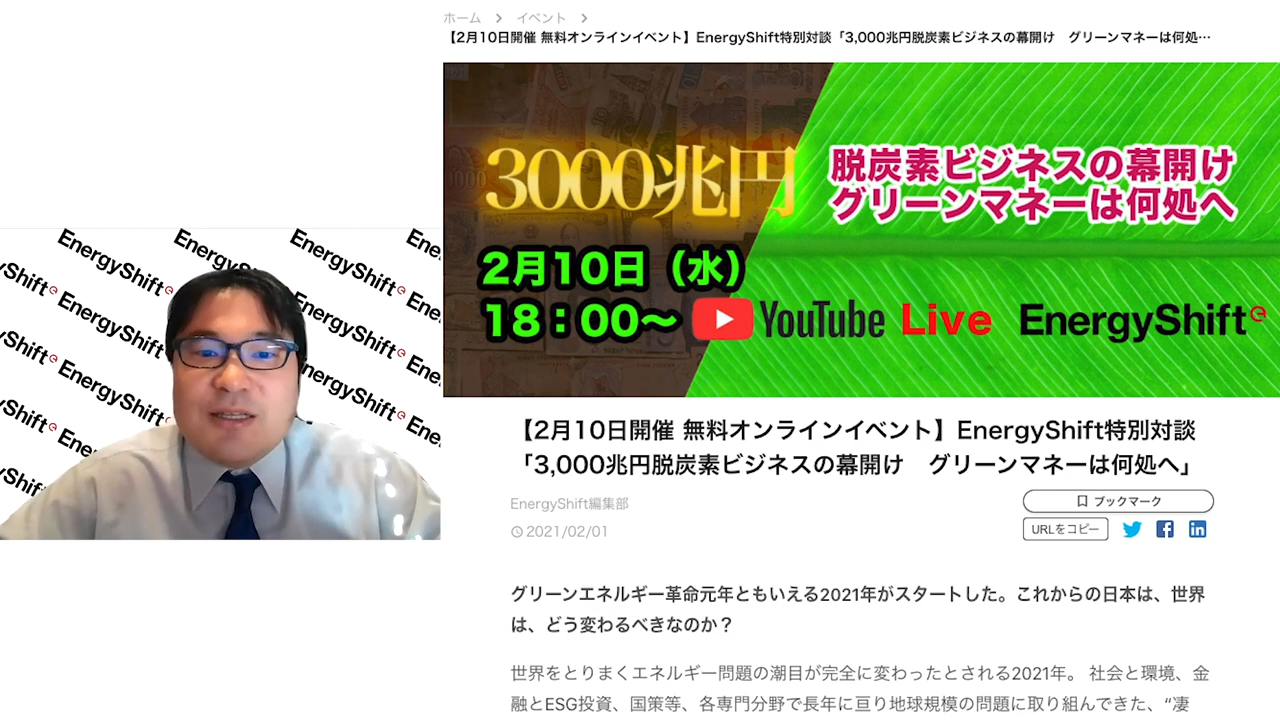 ホーム > イベント >
【2月10日開催 無料オンラインイベント】EnergyShift特別対談「3,000兆円脱炭素ビジネスの幕開け　グリーンマネーは何処…
3000兆円
脱炭素ビジネスの幕開け
グリーンマネーは何処へ
2月10日（水）
18：00〜
YouTube Live
EnergyShift
【2月10日開催 無料オンラインイベント】EnergyShift特別対談
「3,000兆円脱炭素ビジネスの幕開け　グリーンマネーは何処へ」
EnergyShift編集部
ブックマーク
2021/02/01
URLをコピー
グリーンエネルギー革命元年ともいえる2021年がスタートした。これからの日本は、世界
は、どう変わるべきなのか？
世界をとりまくエネルギー問題の潮目が完全に変わったとされる2021年。 社会と環境、金
融とESG投資、国策等、各専門分野で長年に亘り地球規模の問題に取り組んできた、“凄
EnergyShift
EnergyShift
EnergyShift
EnergyShift
EnergyShift
EnergyShift
EnergyShift
EnergyShift